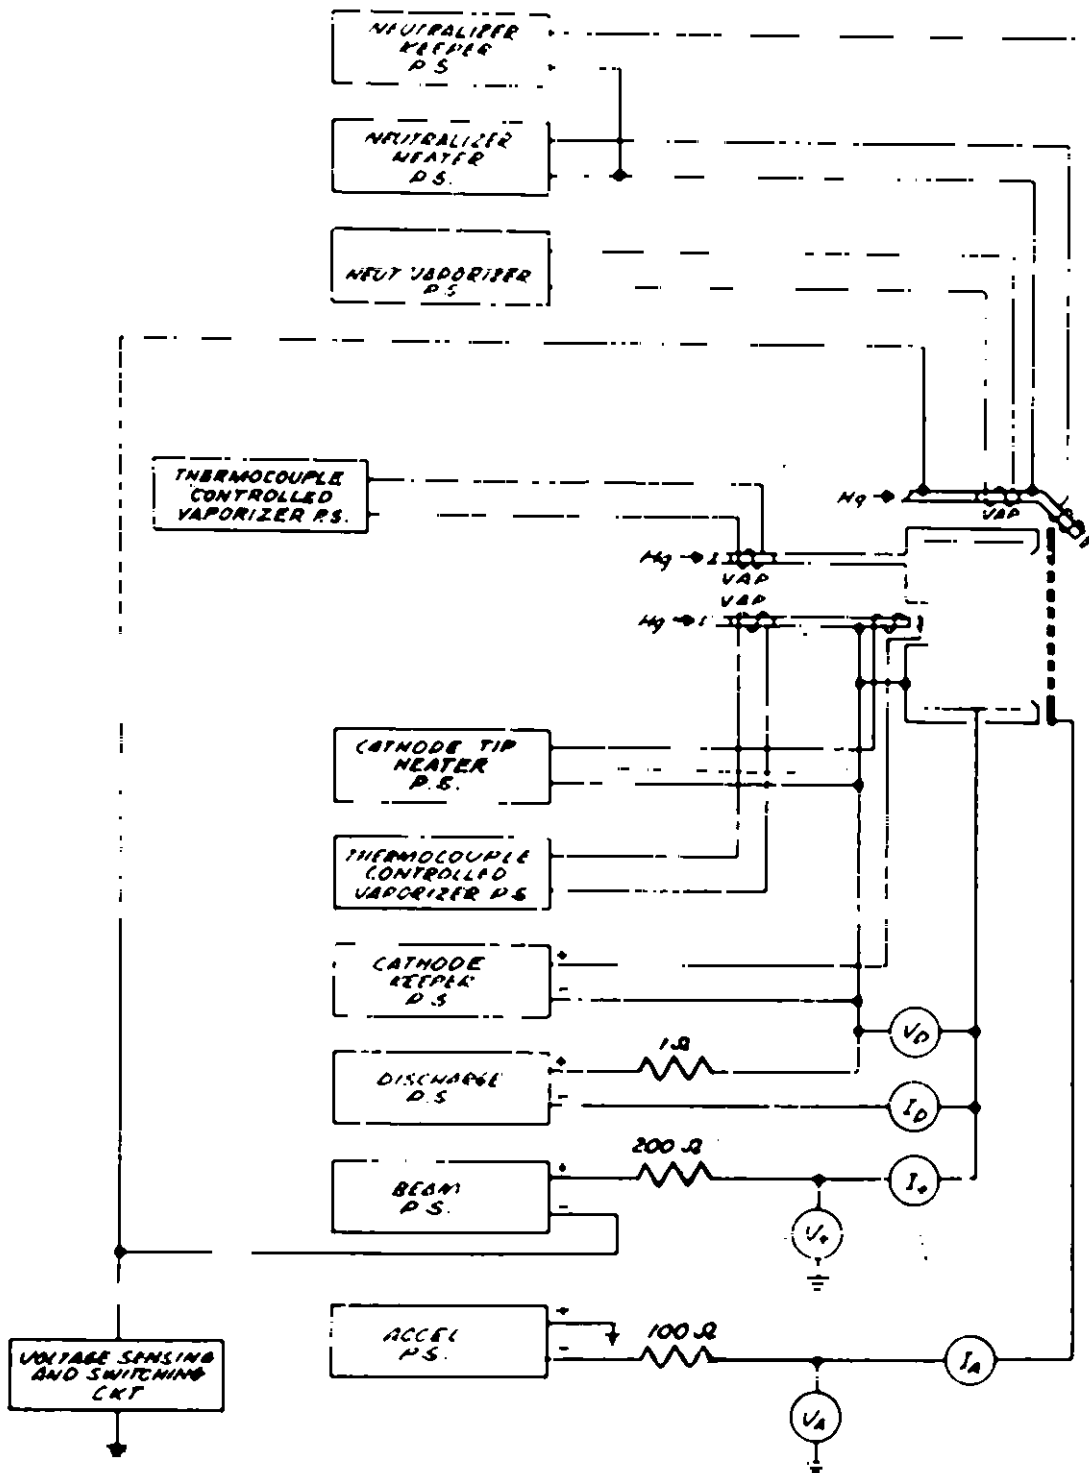 NEUTRALIZER
KEEPER
P S
NEUTRALIZER
HEATER
P.S.
NEUT VAPORIZER
P S
THERMOCOUPLE
CONTROLLED
VAPORIZER P.S.
Hg
VAP
Hg
VAP
VAP
Hg
CATHODE TIP
HEATER
P.S.
THERMOCOUPLE
CONTROLLED
VAPORIZER P S
CATHODE
KEEPER
P S
+
-
VD
DISCHARGE
P.S
+
-
1 Ω
ID
BEAM
P.S.
+
-
200 Ω
I+
V+
ACCEL
P.S.
+
-
100 Ω
IA
VA
VOLTAGE SENSING
AND SWITCHING
CKT